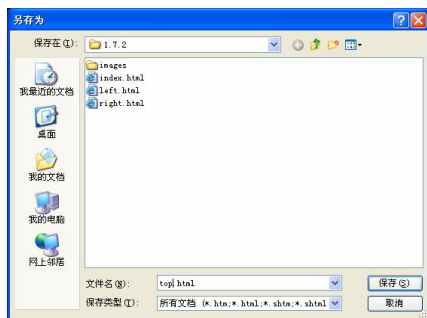 另存为
保存在(I):
1.7.2
images
index.html
left.html
right.html
我最近的文档
桌面
我的文档
我的电脑
网上邻居
文件名(N):
top.html
保存(S)
保存类型(T):
所有文档 (*.htm;*.html;*.shtm;*.shtml
取消